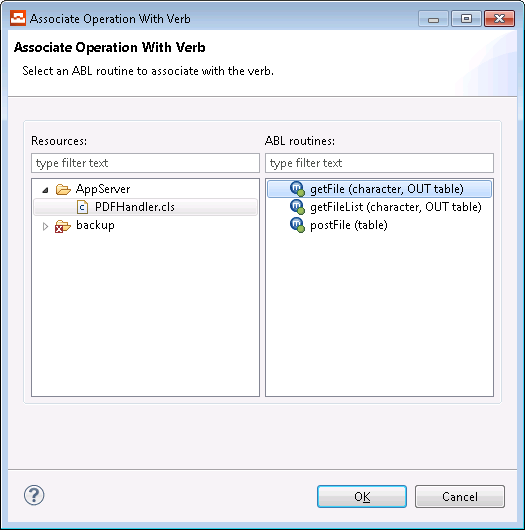 Associate Operation With Verb
Associate Operation With Verb
Select an ABL routine to associate with the verb.
Resources:
type filter text
AppServer
PDFHandler.cls
backup
ABL routines:
type filter text
getFile (character, OUT table)
getFileList (character, OUT table)
postFile (table)
OK
Cancel